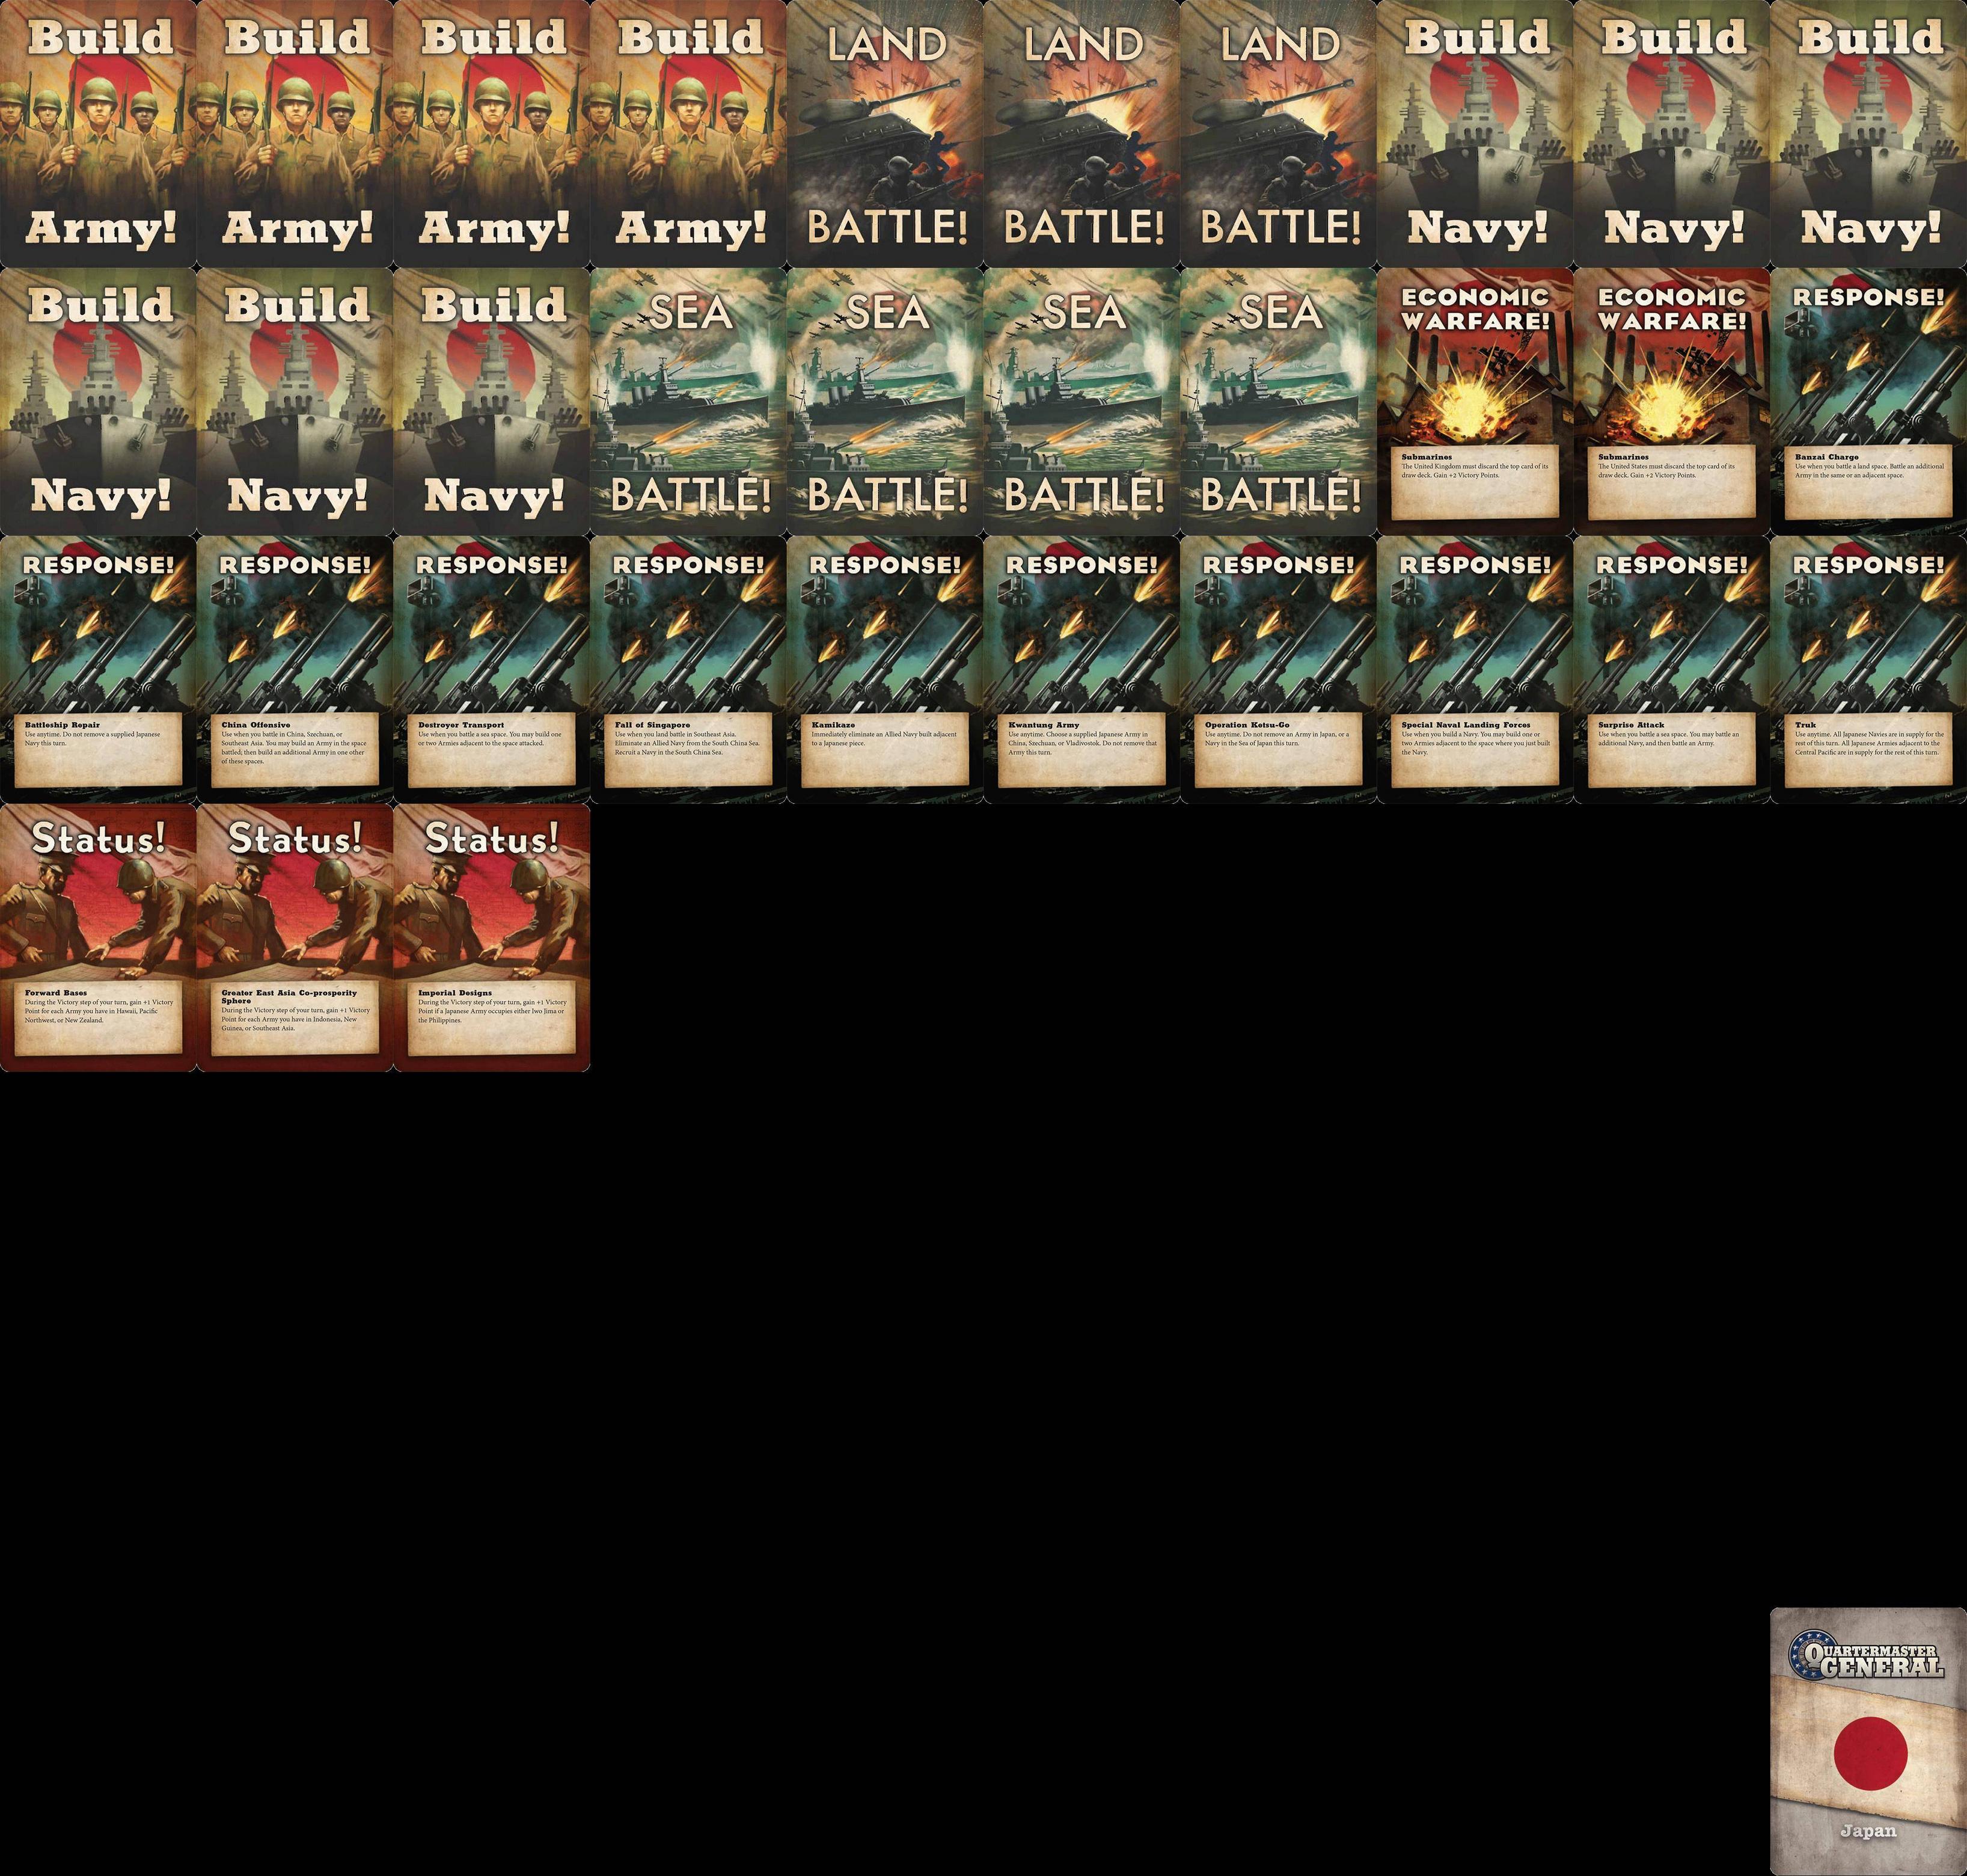 Build
Army!
Build
Army!
Build
Army!
Build
Army!
LAND
BATTLE!
LAND
BATTLE!
LAND
BATTLE!
Build
Navy!
Build
Navy!
Build
Navy!
Build
Navy!
Build
Navy!
Build
Navy!
SEA
BATTLE!
SEA
BATTLE!
SEA
BATTLE!
SEA
BATTLE!
ECONOMIC
WARFARE!
Submarines
The United Kingdom must discard the top card of its
draw deck. Gain +2 Victory Points.
ECONOMIC
WARFARE!
Submarines
The United States must discard the top card of its
draw deck. Gain +2 Victory Points.
RESPONSE!
Banzai Charge
Use when you battle a land space. Battle an additional
Army in the same or an adjacent space.
RESPONSE!
Battleship Repair
Use anytime. Do not remove a supplied Japanese
Navy this turn.
RESPONSE!
China Offensive
Use when you battle in China, Szechuan, or
Southeast Asia. You may build an Army in the space
battled; then build an additional Army in one other
of these spaces.
RESPONSE!
Destroyer Transport
Use when you battle a sea space. You may build one
or two Armies adjacent to the space attacked.
RESPONSE!
Fall of Singapore
Use when you land battle in Southeast Asia.
Eliminate an Allied Navy from the South China Sea.
Recruit a Navy in the South China Sea.
RESPONSE!
Kamikaze
Immediately eliminate an Allied Navy built adjacent
to a Japanese piece.
RESPONSE!
Kwantung Army
Use anytime. Choose a supplied Japanese Army in
China, Szechuan, or Vladivostok. Do not remove that
Army this turn.
RESPONSE!
Operation Ketsu-Go
Use anytime. Do not remove an Army in Japan, or a
Navy in the Sea of Japan this turn.
RESPONSE!
Special Naval Landing Forces
Use when you build a Navy. You may build one or
two Armies adjacent to the space where you just built
the Navy.
RESPONSE!
Surprise Attack
Use when you battle a sea space. You may battle an
additional Navy, and then battle an Army.
RESPONSE!
Truk
Use anytime. All Japanese Navies are in supply for the
rest of this turn. All Japanese Armies adjacent to the
Central Pacific are in supply for the rest of this turn.
Status!
Forward Bases
During the Victory step of your turn, gain +1 Victory
Point for each Army you have in Hawaii, Pacific
Northwest, or New Zealand.
Status!
Greater East Asia Co-prosperity
Sphere
During the Victory step of your turn, gain +1 Victory
Point for each Army you have in Indonesia, New
Guinea, or Southeast Asia.
Status!
Imperial Designs
During the Victory step of your turn, gain +1 Victory
Point if a Japanese Army occupies either Iwo Jima or
the Philippines.
QUARTERMASTER
GENERAL
Japan